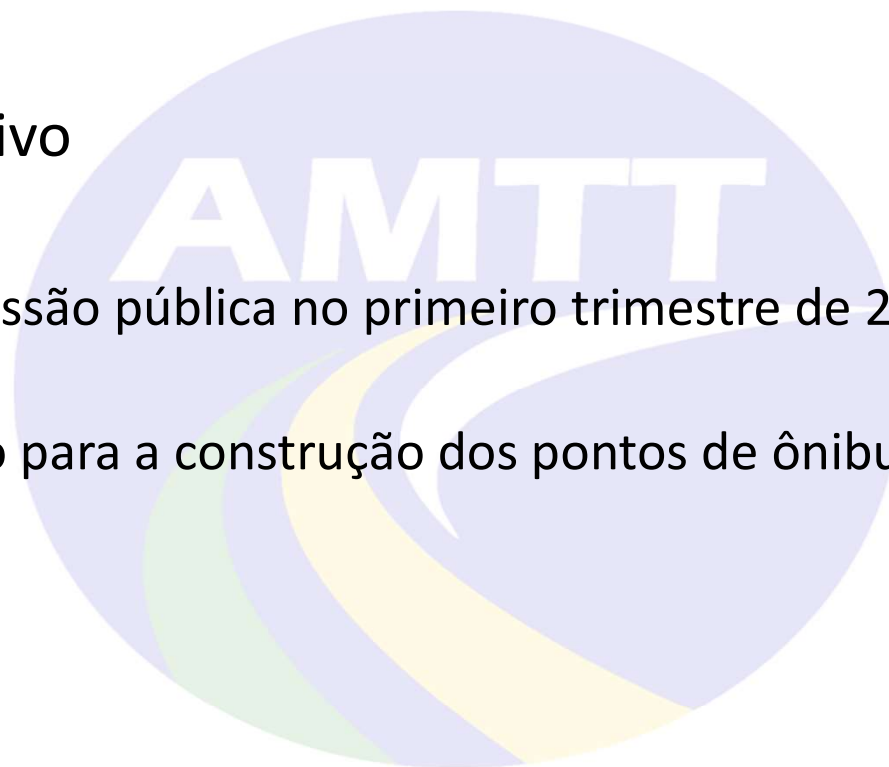 ivo
AMTT
ssão pública no primeiro trimestre de 2
para a construção dos pontos de ônibu